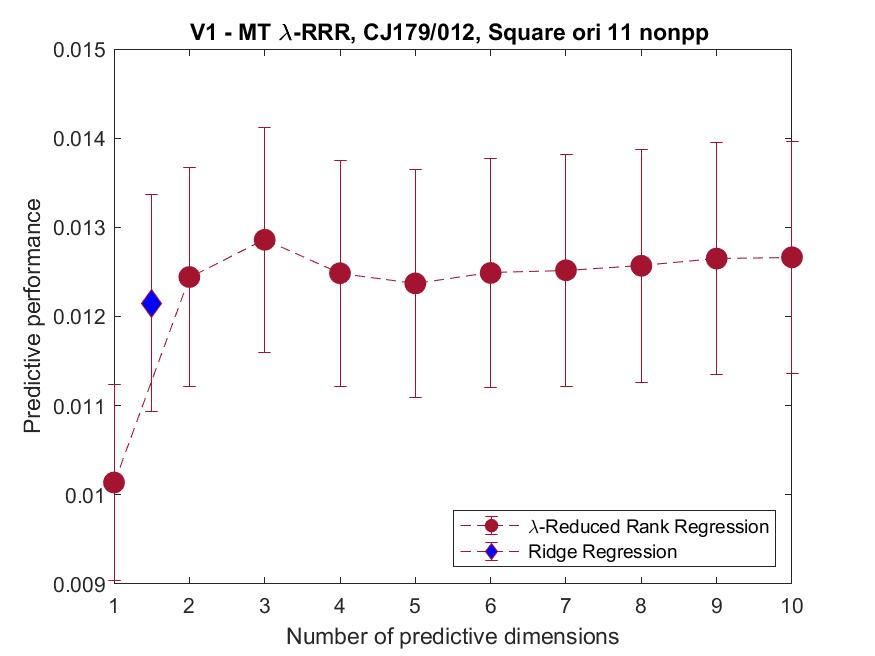 V1 - MT λ-RRR, CJ179/012, Square ori 11 nonpp
0.015
0.014
0.013
0.012
0.011
0.01
0.009
Predictive performance
1 2 3 4 5 6 7 8 9 10
Number of predictive dimensions
λ-Reduced Rank Regression
Ridge Regression